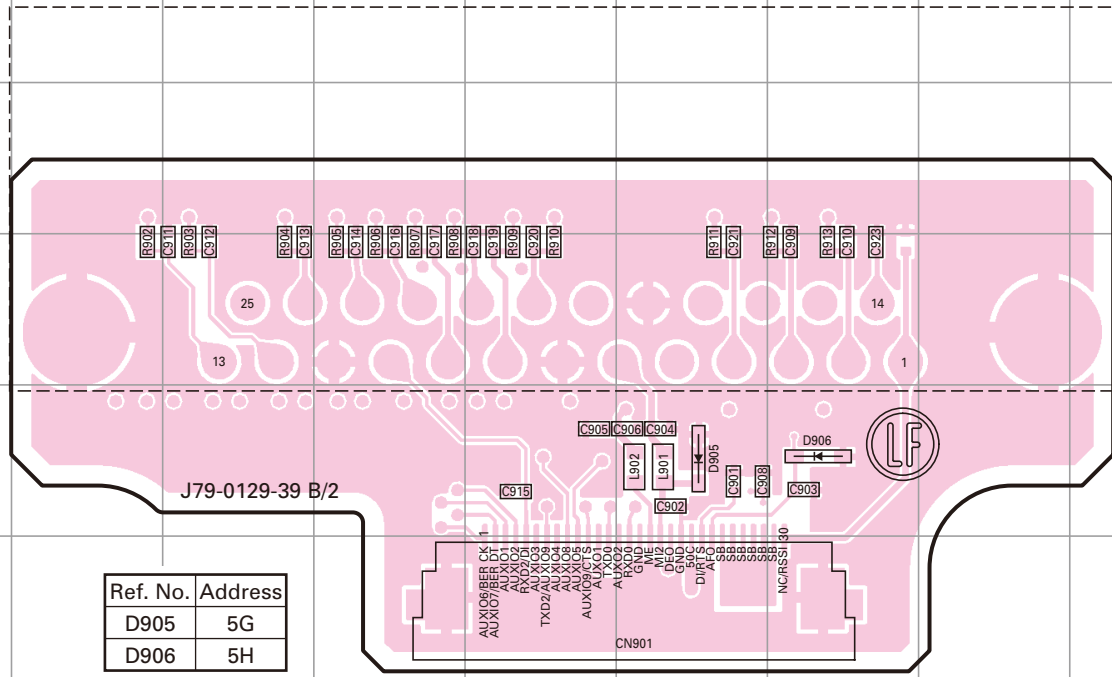 R902
C911
R903
C912
R904
C913
R905
C914
R906
C916
R907
C917
R908
C918
C919
R909
C920
R910
R911
C921
R912
C909
R913
C910
C923
25
14
13
1
C905
C906
C904
D905
D906
LF
L902
L901
C901
C908
C903
J79-0129-39 B/2
C915
C902
1
30
AUXIO6/BER CK
AUXIO7/BER DT
AUXIO1
AUXIO2
RXD2/DI
AUXIO3
TXD2/AUXIO9
AUXIO4
AUXIO8
AUXIO5
AUXIO9/CTS
AUXO1
TXD0
AUXO2
RXD0
GND
ME
MI2
DEO
GND
50C
DI/RTS
AFO
SB
SB
SB
SB
SB
SB
NC/RSSI
CN901
Ref. No. Address
D905 5G
D906 5H